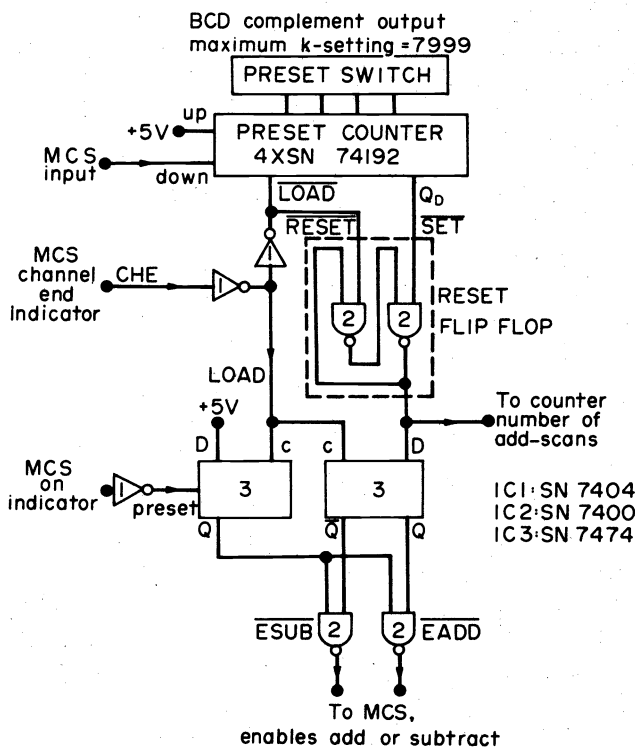 BCD complement output
maximum k-setting = 7999
PRESET SWITCH
up
+5V
PRESET COUNTER
4XSN 74192
MCS
input
down
LOAD
QD
RESET
SET
MCS
channel
end
Indicator
CHE
1
1
2
2
RESET
FLIP FLOP
LOAD
+5V
To counter
number of
add-scans
D
c
c
D
MCS
on
indicator
1
preset
3
3
Q
Q
Q
IC1: SN 7404
IC2: SN 7400
IC3: SN 7474
ESUB
2
2
EADD
To MCS,
enables add or subtract